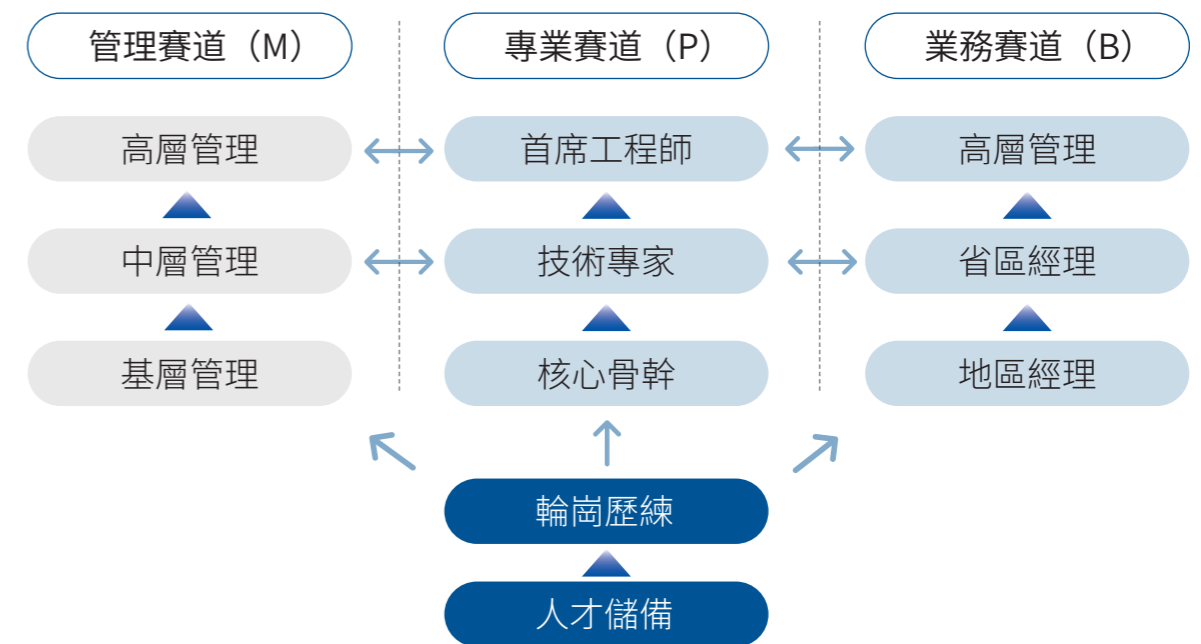 管理賽道（M）
專業賽道（P）
業務賽道（B）
高層管理
首席工程師
高層管理
中層管理
技術專家
省區經理
基層管理
核心骨幹
地區經理
輪崗歷練
人才儲備